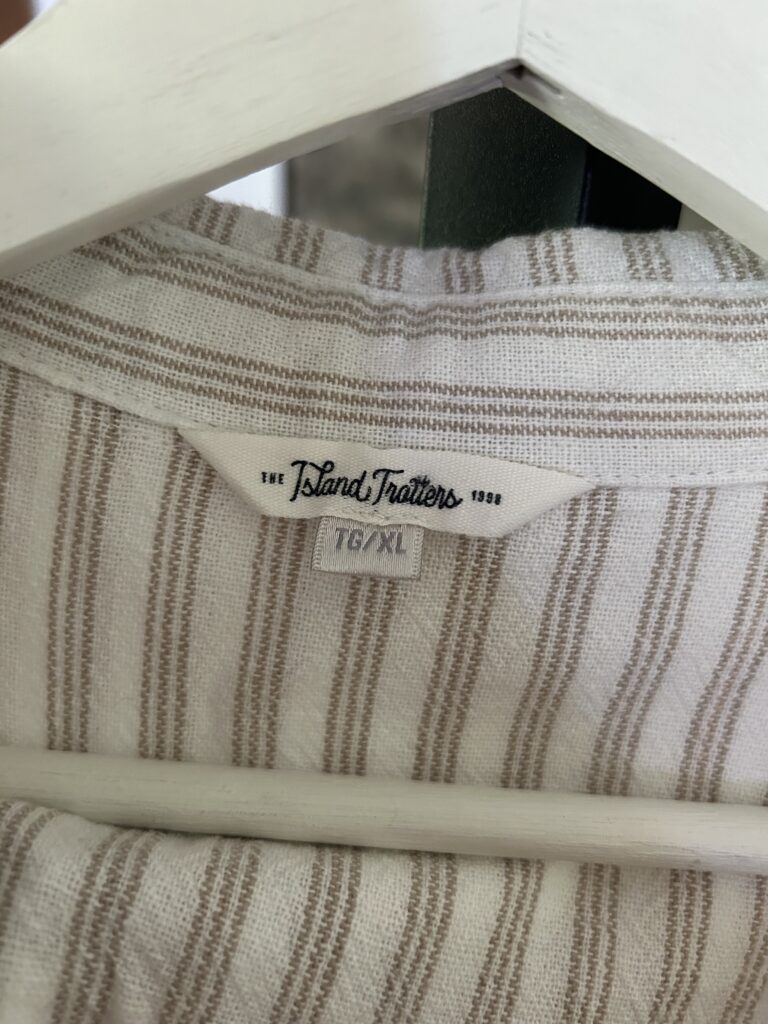 THE Island Trotters 1998
TG/XL